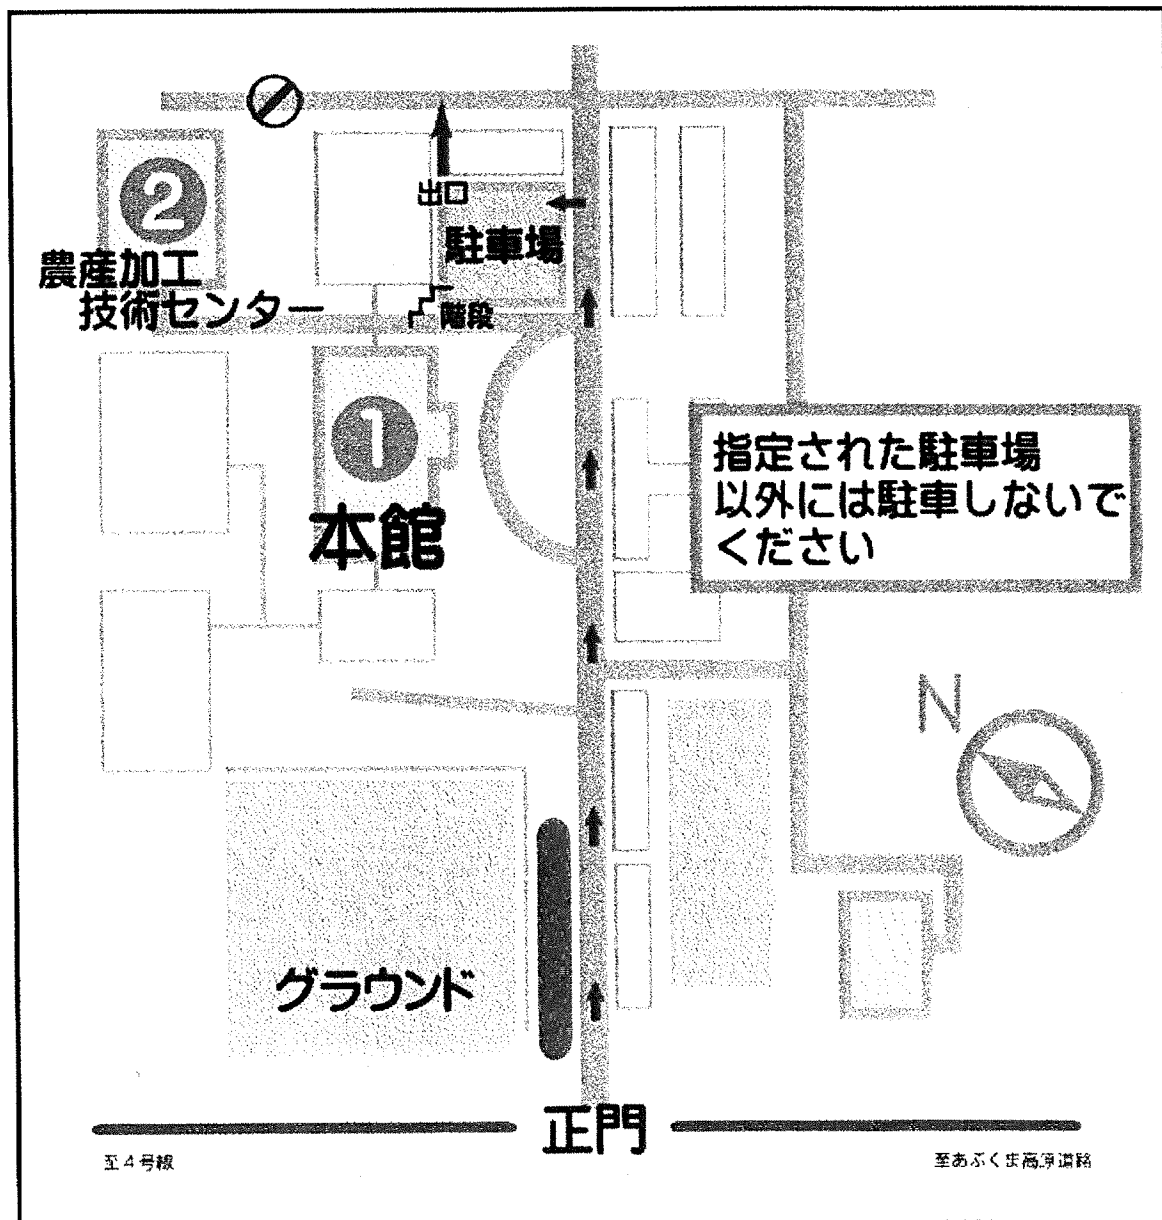 2
農産加工
技術センター
出口
駐車場
階段
1
本館
指定された駐車場
以外には駐車しないで
ください
N
グラウンド
正門
至4号線
至あぶくま高原道路